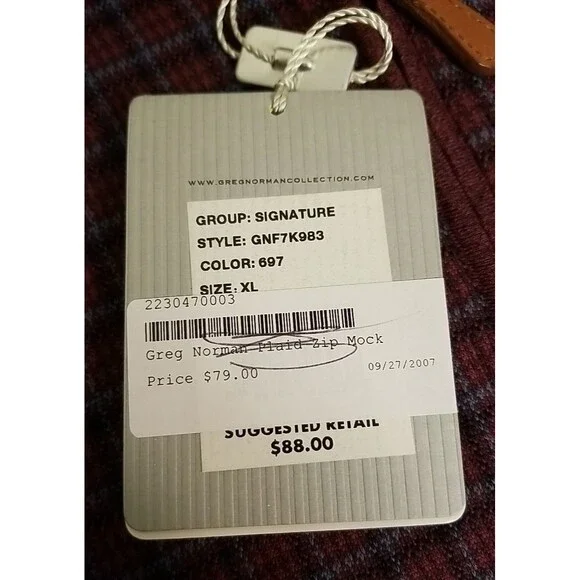 WWW.GREGNORMANCOLLECTION.COM
GROUP: SIGNATURE
STYLE: GNF7K983
COLOR: 697
SIZE: XL
2230470003
Greg Norman Plaid Zip Mock
Price $79.00
09/27/2007
SUGGESTED RETAIL
$88.00